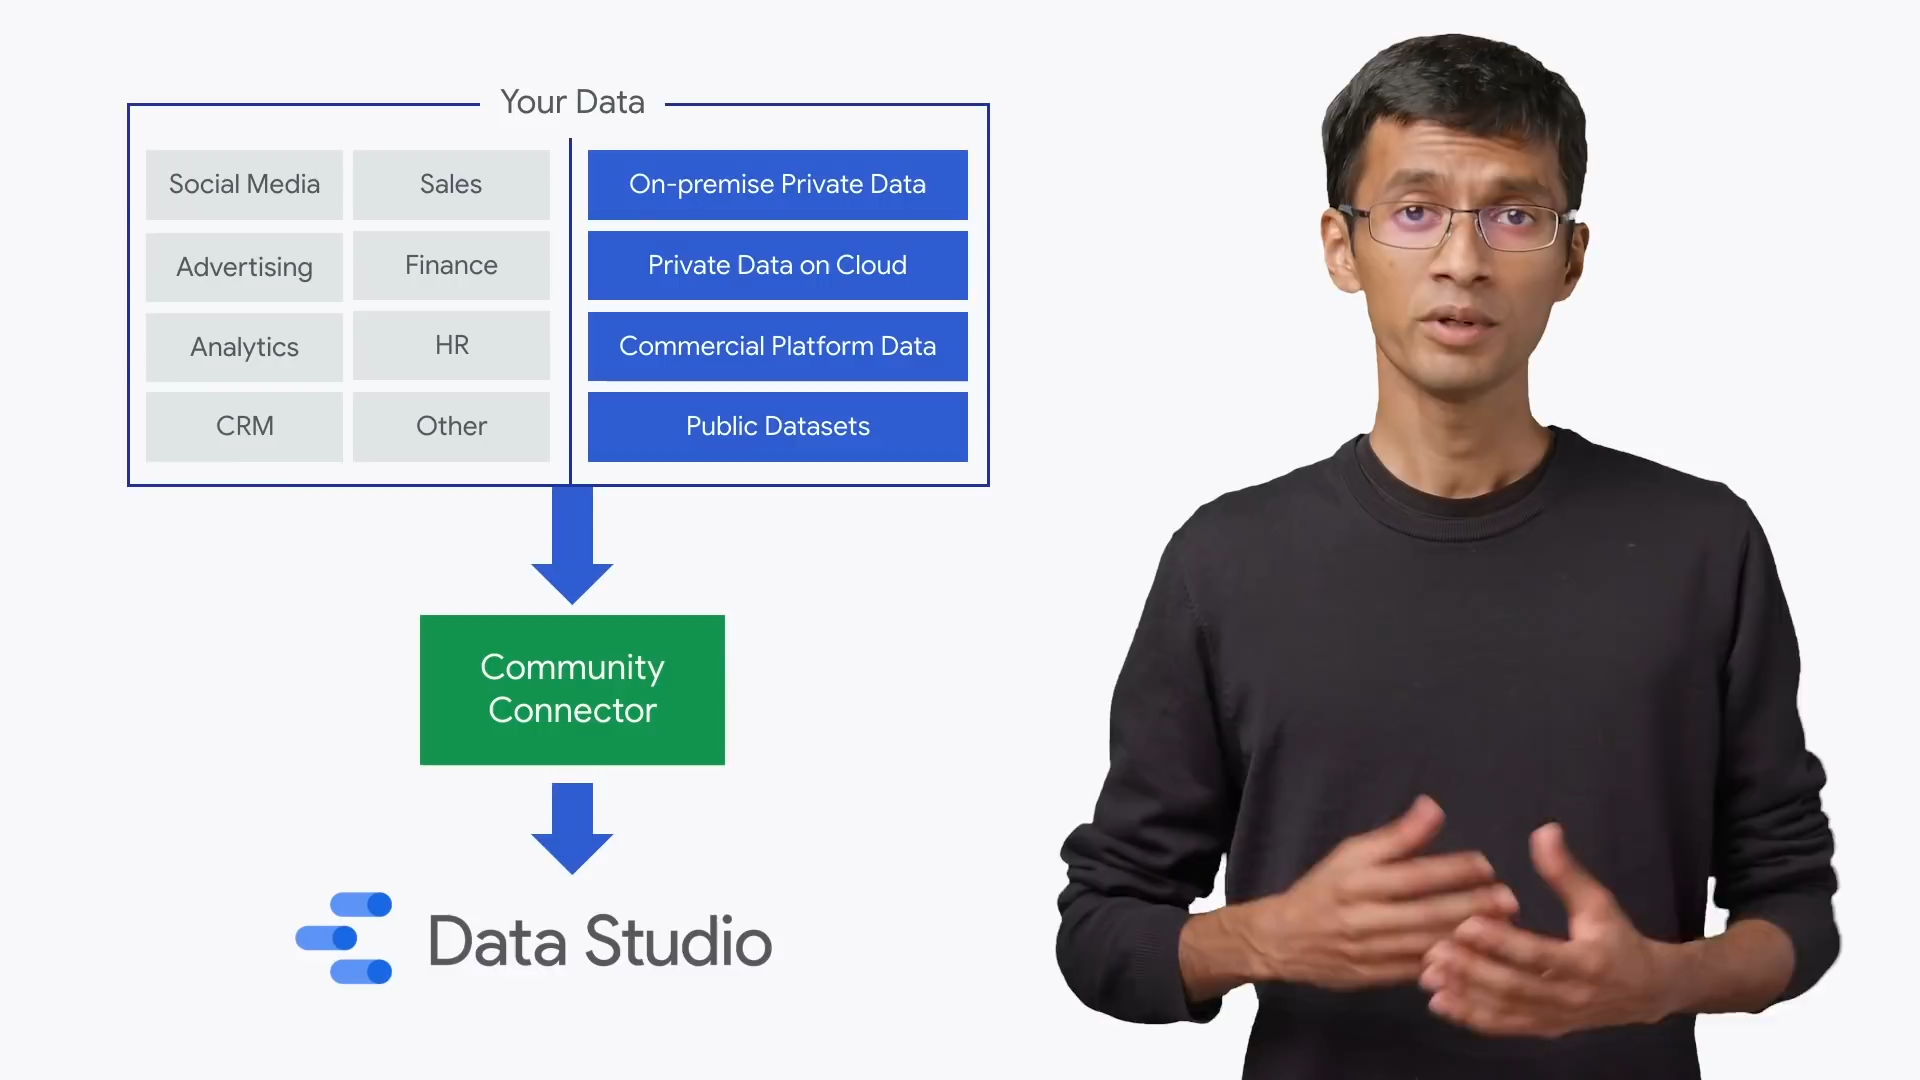 Your Data
Social Media
Sales
On-premise Private Data
Advertising
Finance
Private Data on Cloud
Analytics
HR
Commercial Platform Data
CRM
Other
Public Datasets
Community
Connector
Data Studio